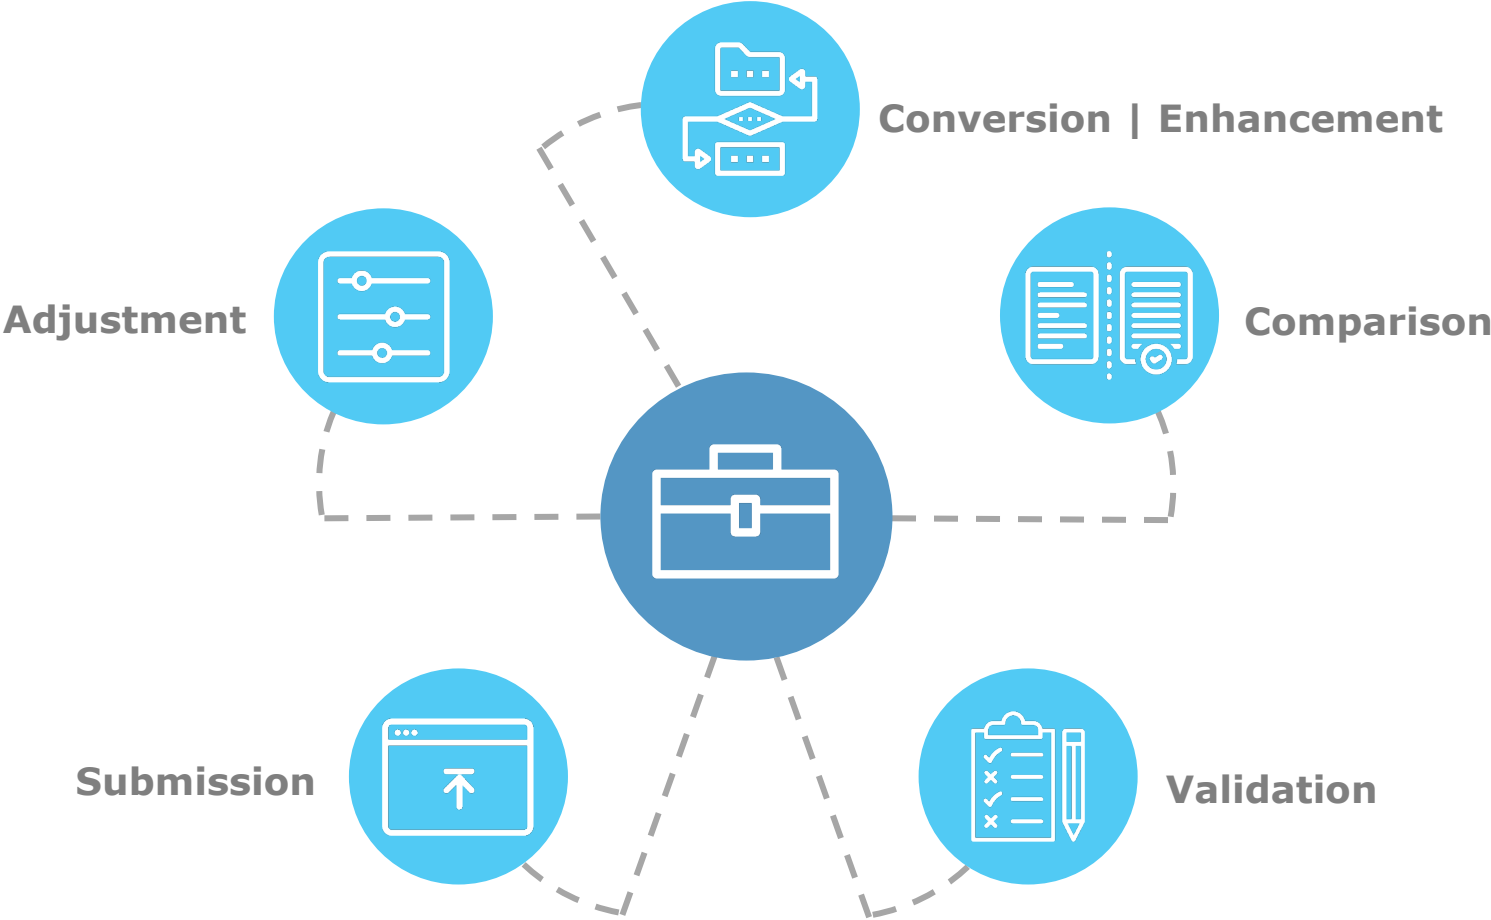 Conversion | Enhancement
Adjustment
Comparison
Submission
Validation